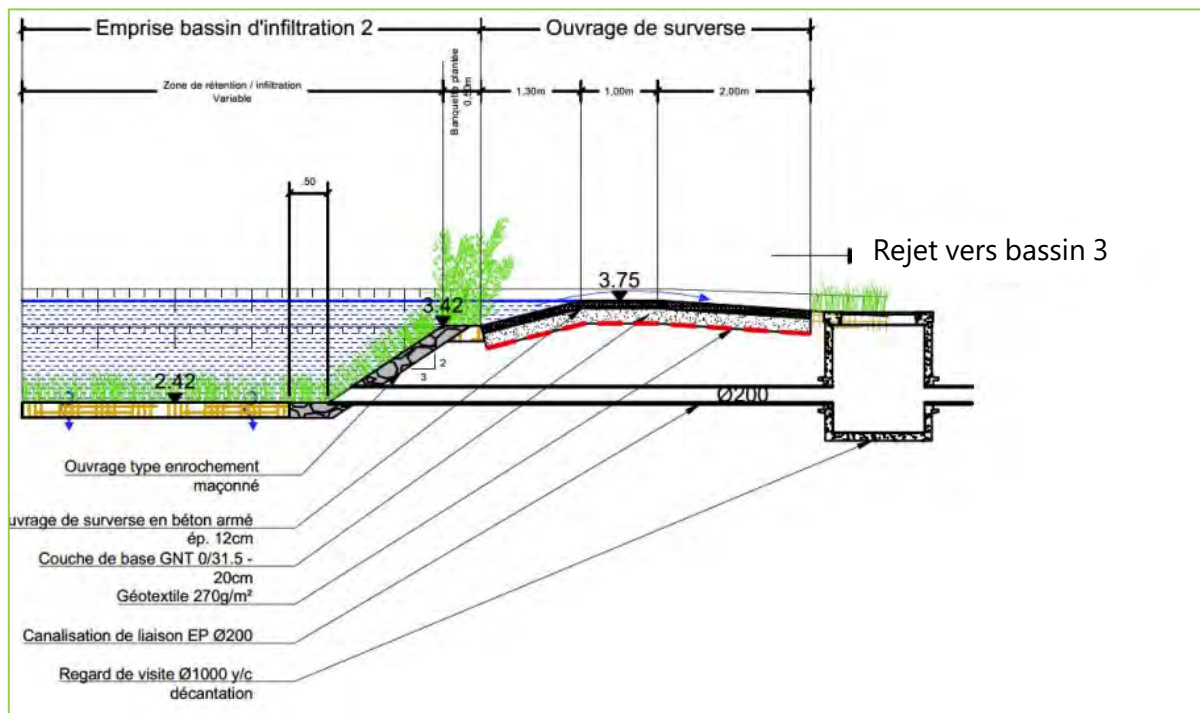 Emprise bassin d'infiltration 2
Ouvrage de surverse
Zone de rétention / infiltration
Variable
Banquette plantée
0,50m
1,30m
1,00m
2,00m
.50
Rejet vers bassin 3
3.75
3.42
2
3
2.42
Ø200
Ouvrage type enrochement
maçonné
uvrage de surverse en béton armé
ép. 12cm
Couche de base GNT 0/31.5 -
20cm
Géotextile 270g/m²
Canalisation de liaison EP Ø200
Regard de visite Ø1000 y/c
décantation